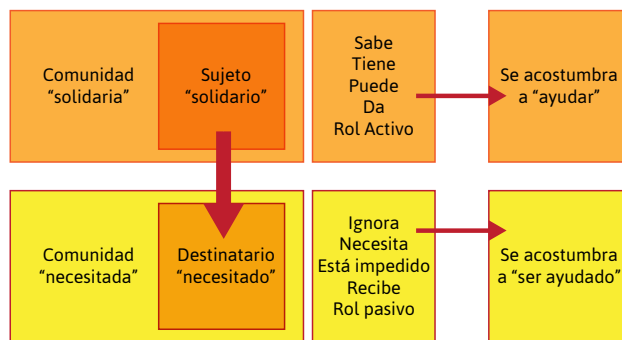 Comunidad
“solidaria”
Sujeto
“solidario”
Sabe
Tiene
Puede
Da
Rol Activo
Se acostumbra
a “ayudar”
Comunidad
“necesitada”
Destinatario
“necesitado”
Ignora
Necesita
Está impedido
Recibe
Rol pasivo
Se acostumbra
a “ser ayudado”